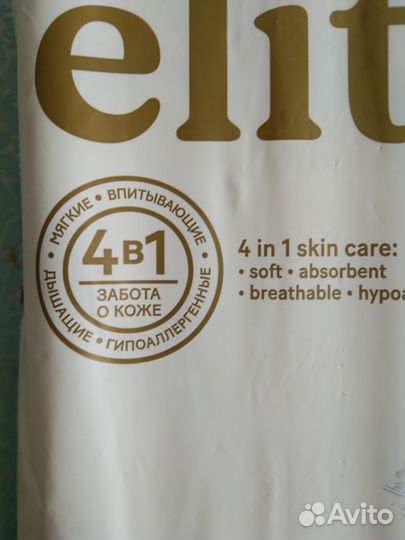 elit
• МЯГКИЕ • ВПИТЫВАЮЩИЕ
4в1
ЗАБОТА
О КОЖЕ
ДЫШАЩИЕ • ГИПОАЛЛЕРГЕННЫЕ
4 in 1 skin care:
• soft • absorbent
• breathable • hypoa
Avito